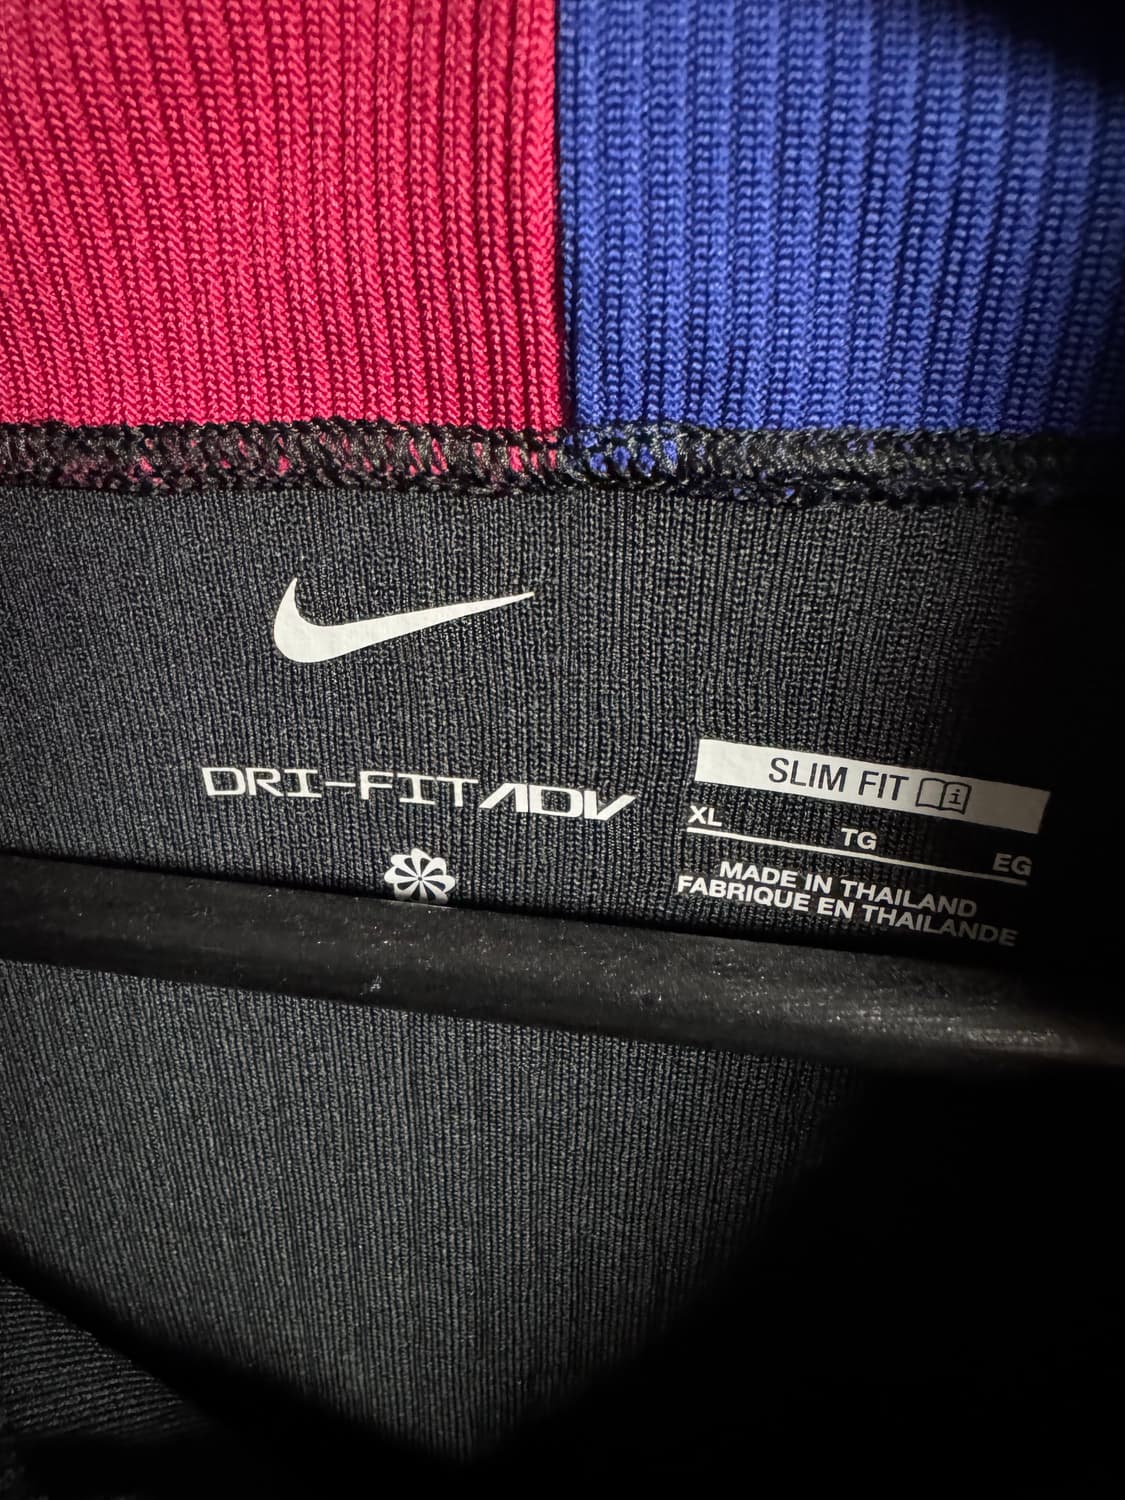 DRI-FIT ADV
SLIM FIT
XL TG EG
MADE IN THAILAND
FABRIQUE EN THAILANDE